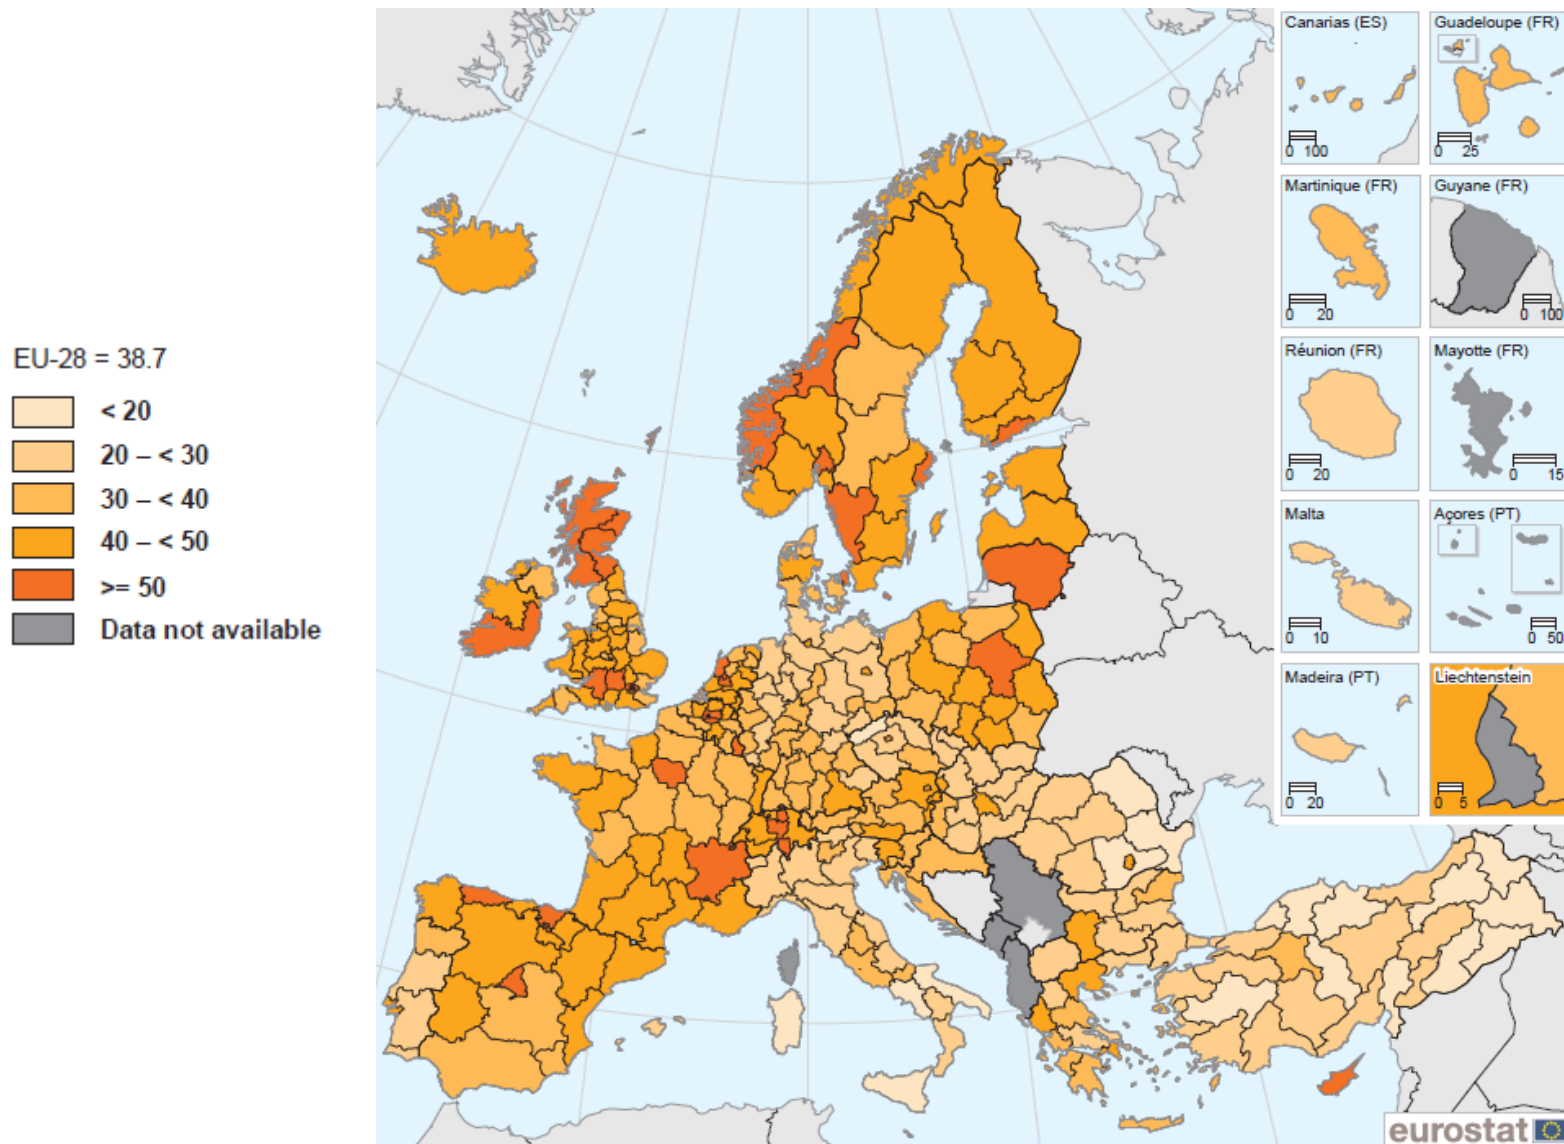 EU-28 = 38.7
< 20
20 – < 30
30 – < 40
40 – < 50
>= 50
Data not available
Canarias (ES)
0 100
Guadeloupe (FR)
0 25
Martinique (FR)
0 20
Guyane (FR)
0 100
Réunion (FR)
0 20
Mayotte (FR)
0 15
Malta
0 10
Açores (PT)
0 50
Madeira (PT)
0 20
Liechtenstein
0 5
eurostat